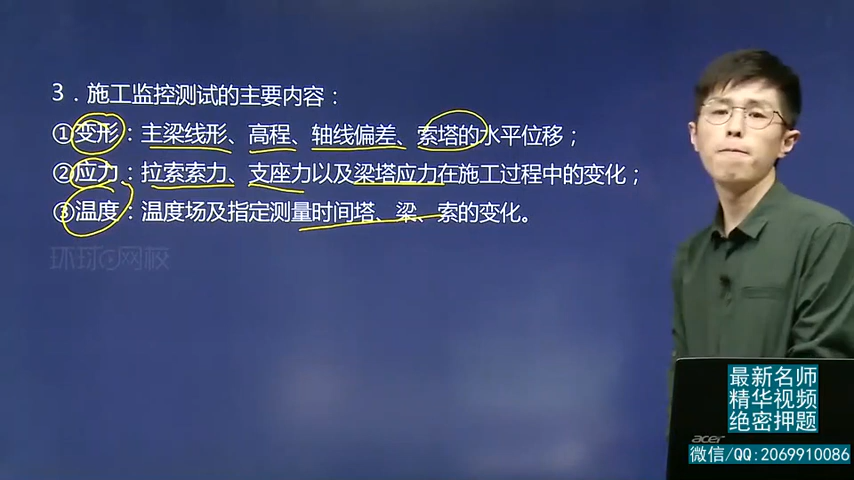 3．施工监控测试的主要内容：
①变形：主梁线形、高程、轴线偏差、索塔的水平位移；
②应力：拉索索力、支座力以及梁塔应力在施工过程中的变化；
③温度：温度场及指定测量时间塔、梁、索的变化。
环球网校
acer
最新名师
精华视频
绝密押题
微信/QQ:2069910086